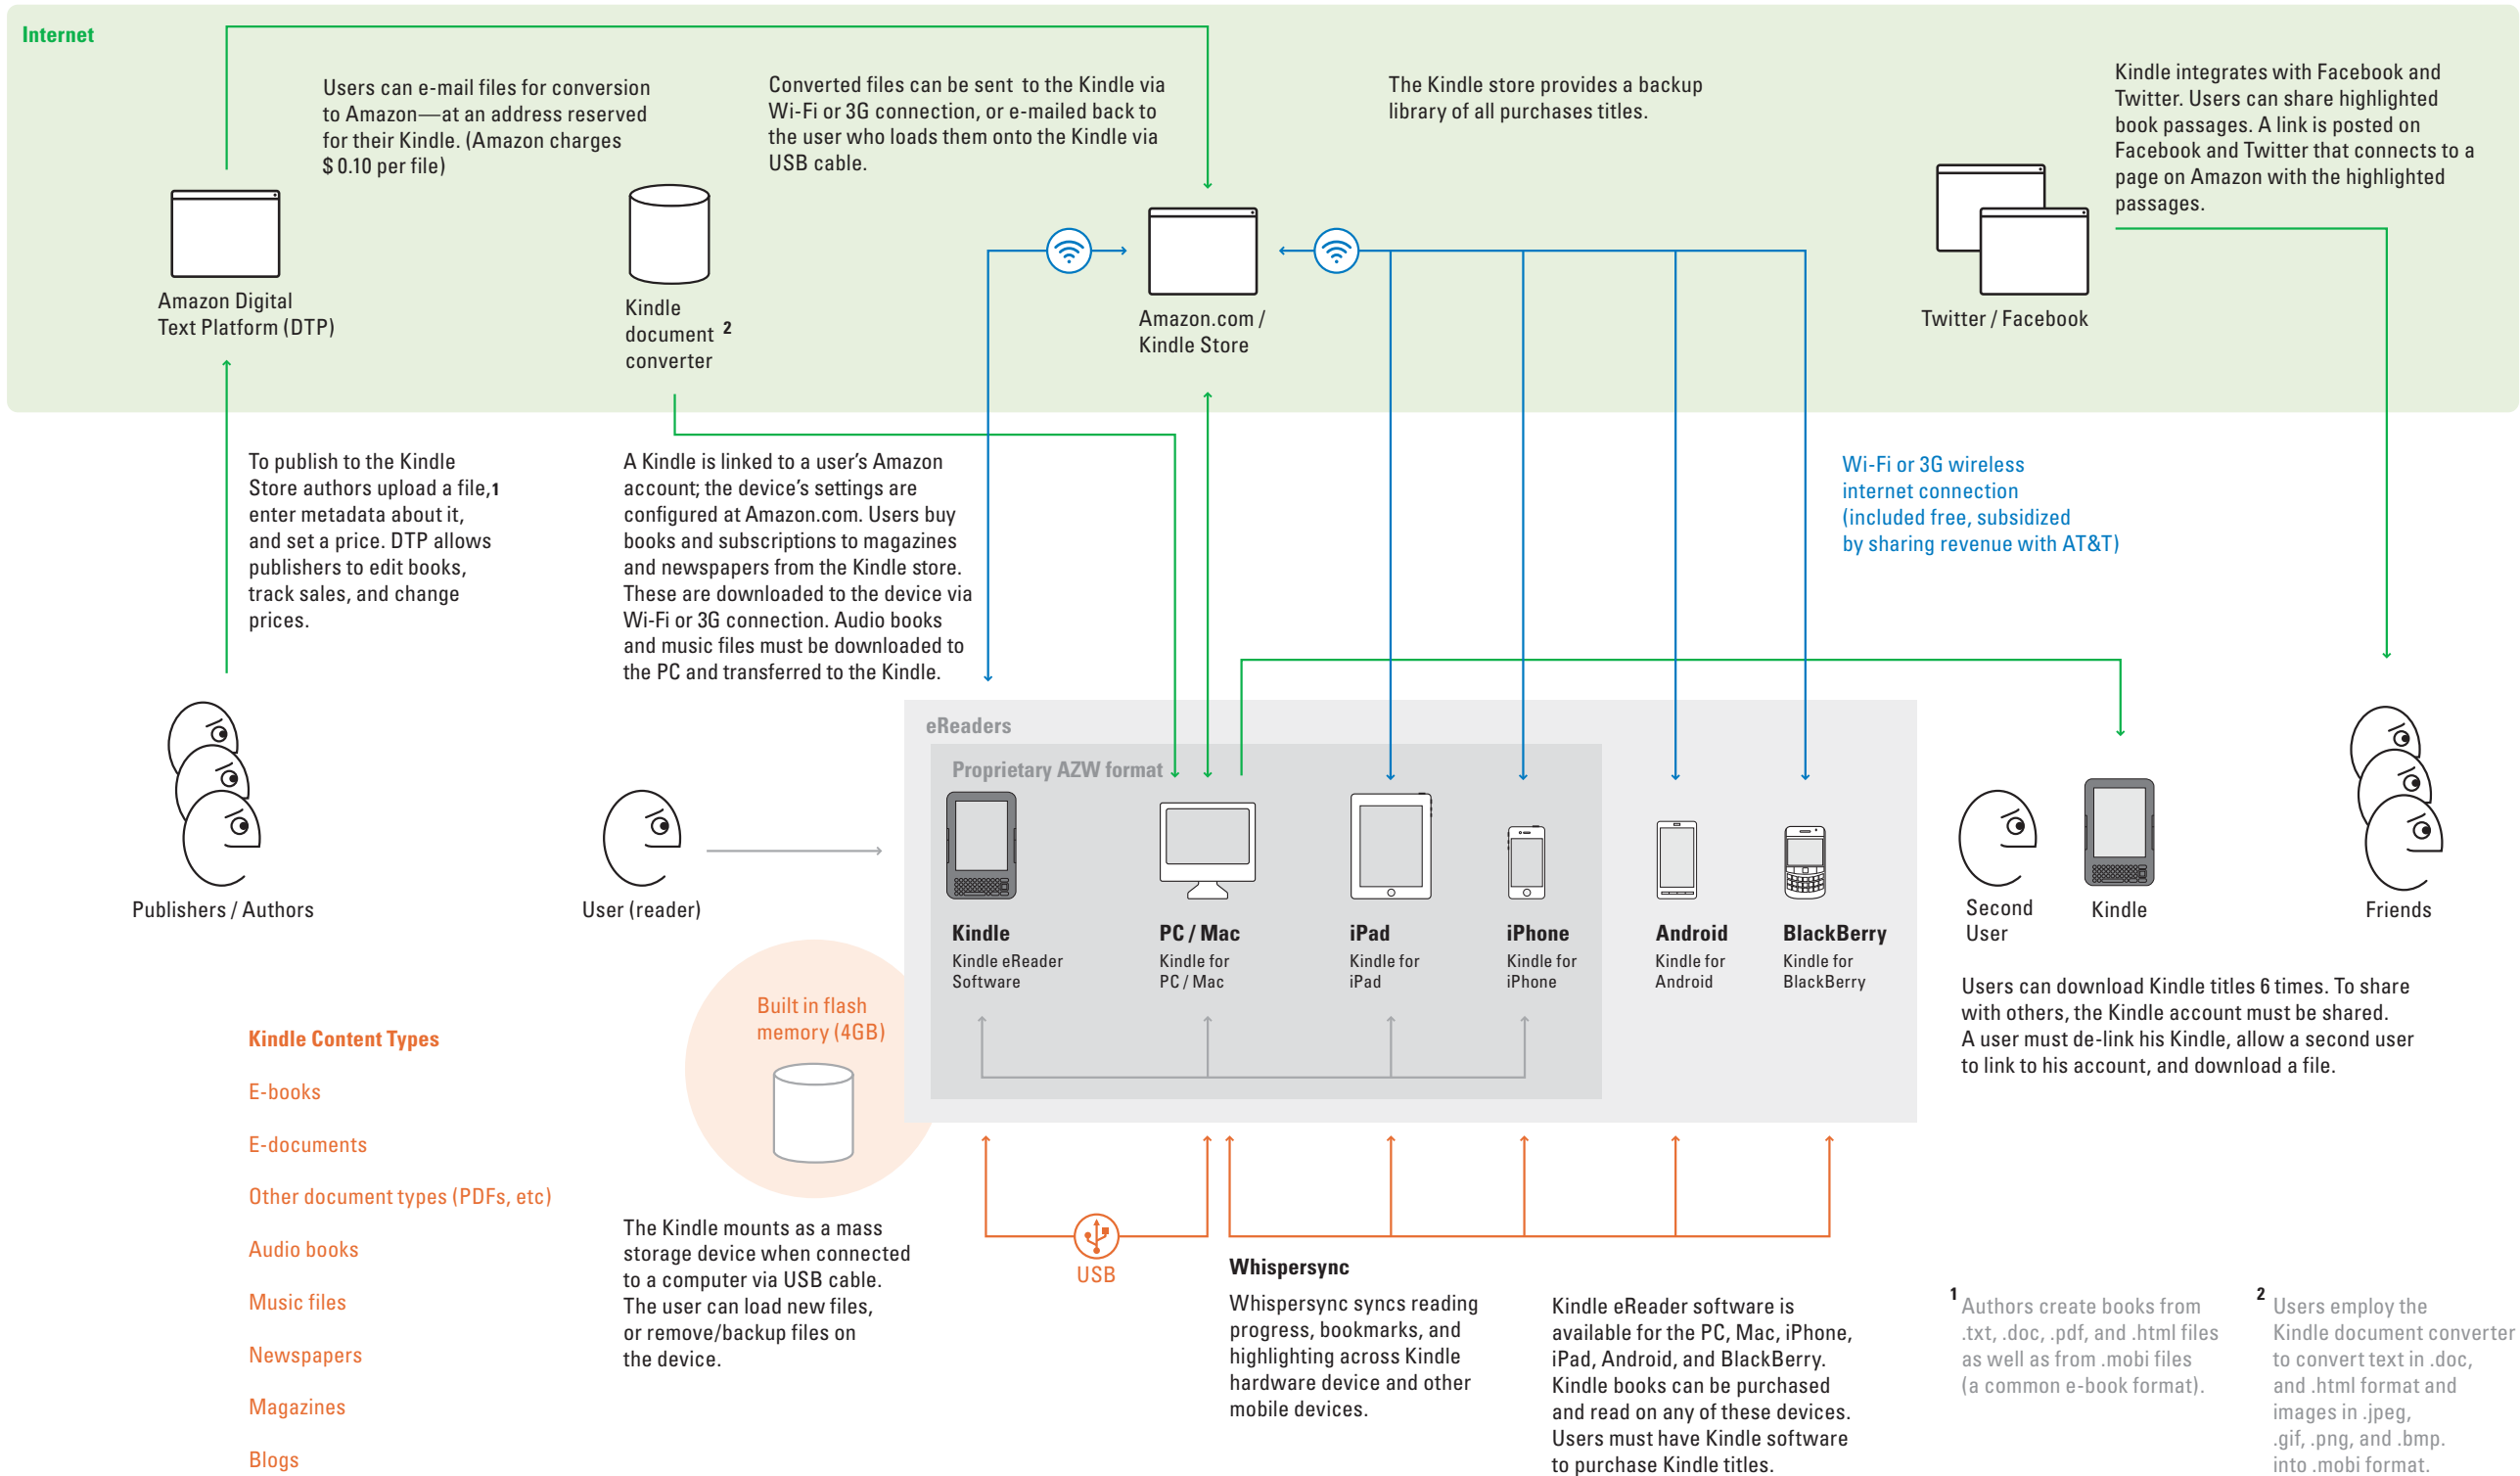 Internet
Users can e-mail files for conversion
to Amazon—at an address reserved
for their Kindle. (Amazon charges
$ 0.10 per file)
Converted files can be sent  to the Kindle via
Wi-Fi or 3G connection, or e-mailed back to
the user who loads them onto the Kindle via
USB cable.
The Kindle store provides a backup
library of all purchases titles.
Kindle integrates with Facebook and
Twitter. Users can share highlighted
book passages. A link is posted on
Facebook and Twitter that connects to a
page on Amazon with the highlighted
passages.
Amazon Digital
Text Platform (DTP)
Kindle
document 2
converter
Amazon.com /
Kindle Store
Twitter / Facebook
To publish to the Kindle
Store authors upload a file,1
enter metadata about it,
and set a price. DTP allows
publishers to edit books,
track sales, and change
prices.
A Kindle is linked to a user's Amazon
account; the device's settings are
configured at Amazon.com. Users buy
books and subscriptions to magazines
and newspapers from the Kindle store.
These are downloaded to the device via
Wi-Fi or 3G connection. Audio books
and music files must be downloaded to
the PC and transferred to the Kindle.
Wi-Fi or 3G wireless
internet connection
(included free, subsidized
by sharing revenue with AT&T)
Publishers / Authors
User (reader)
eReaders
Proprietary AZW format
Kindle
Kindle eReader
Software
PC / Mac
Kindle for
PC / Mac
iPad
Kindle for
iPad
iPhone
Kindle for
iPhone
Android
Kindle for
Android
BlackBerry
Kindle for
BlackBerry
Second
User
Kindle
Friends
Users can download Kindle titles 6 times. To share
with others, the Kindle account must be shared.
A user must de-link his Kindle, allow a second user
to link to his account, and download a file.
Kindle Content Types
E-books
E-documents
Other document types (PDFs, etc)
Audio books
Music files
Newspapers
Magazines
Blogs
Built in flash
memory (4GB)
The Kindle mounts as a mass
storage device when connected
to a computer via USB cable.
The user can load new files,
or remove/backup files on
the device.
USB
Whispersync
Whispersync syncs reading
progress, bookmarks, and
highlighting across Kindle
hardware device and other
mobile devices.
Kindle eReader software is
available for the PC, Mac, iPhone,
iPad, Android, and BlackBerry.
Kindle books can be purchased
and read on any of these devices.
Users must have Kindle software
to purchase Kindle titles.
1 Authors create books from
.txt, .doc, .pdf, and .html files
as well as from .mobi files
(a common e-book format).
2 Users employ the
Kindle document converter
to convert text in .doc,
and .html format and
images in .jpeg,
.gif, .png, and .bmp.
into .mobi format.